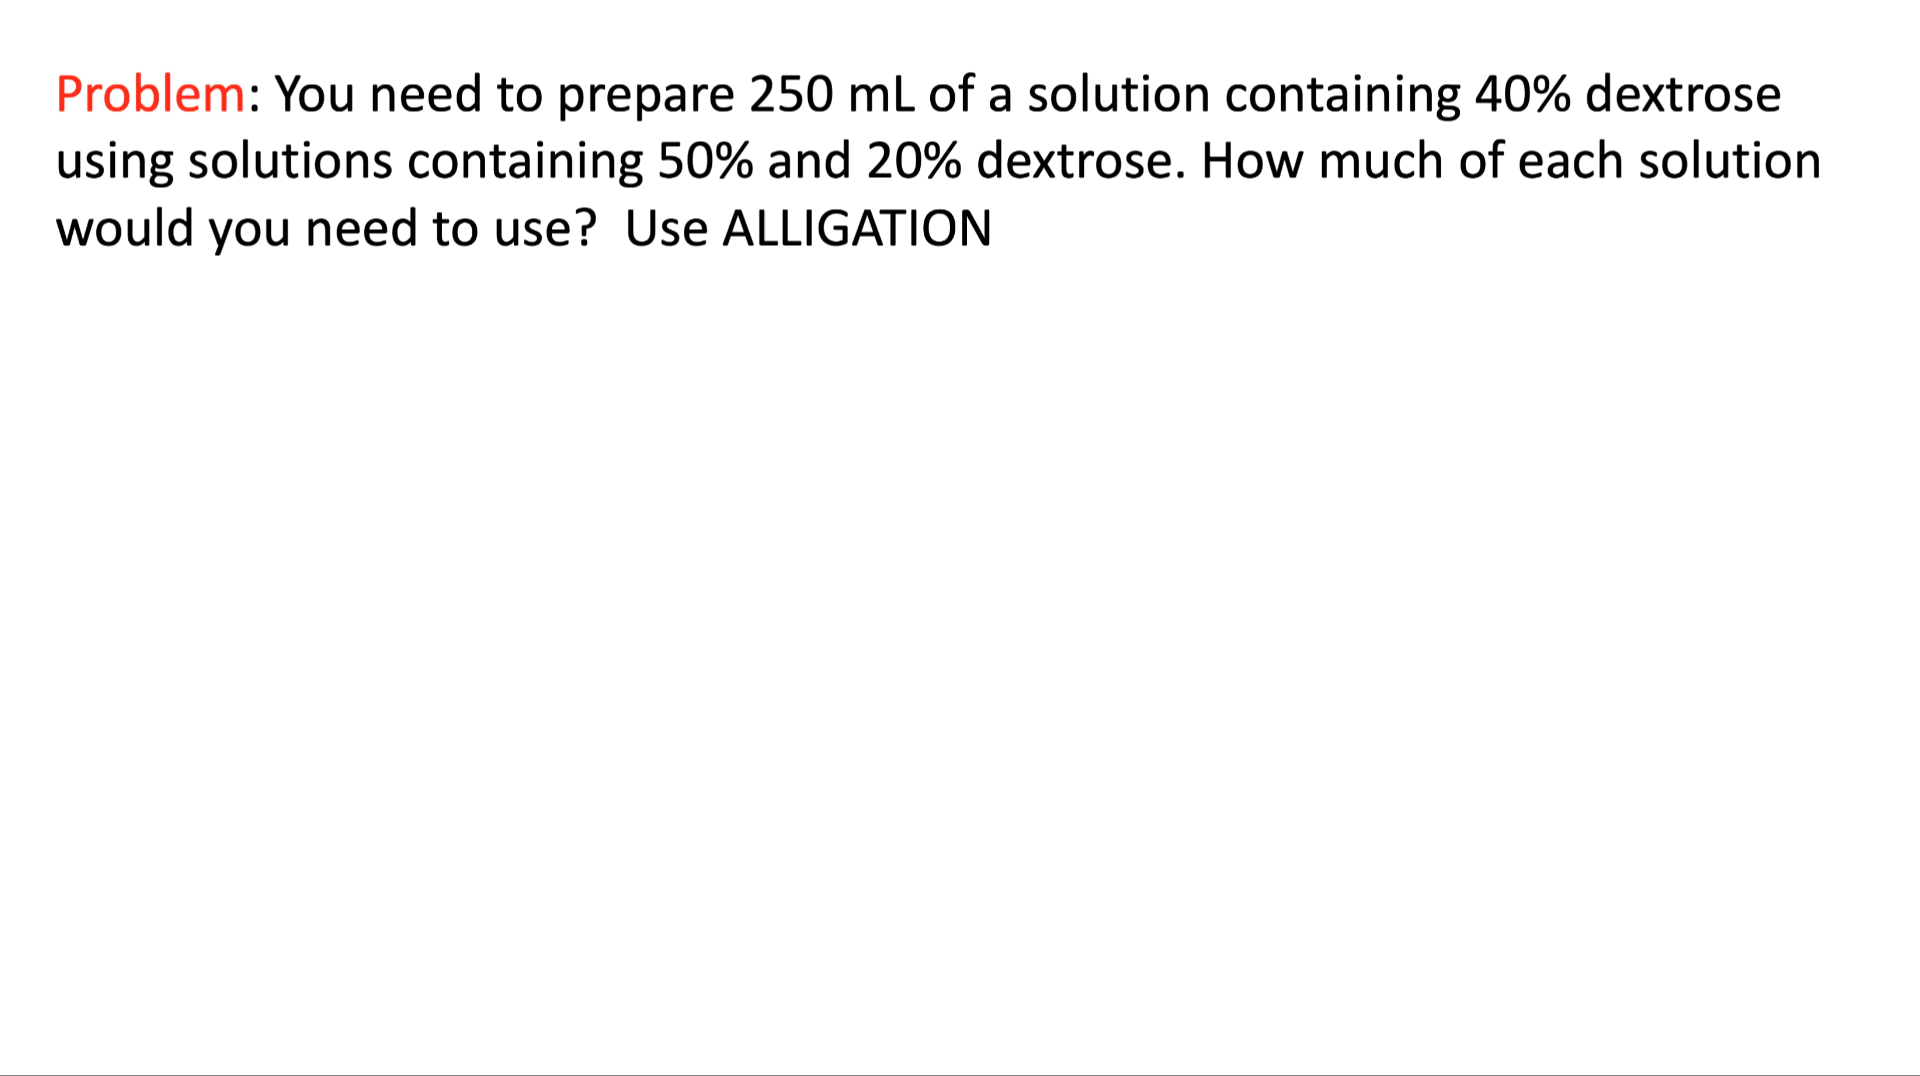 Problem: You need to prepare 250 mL of a solution containing 40% dextrose
using solutions containing 50% and 20% dextrose. How much of each solution
would you need to use?  Use ALLIGATION